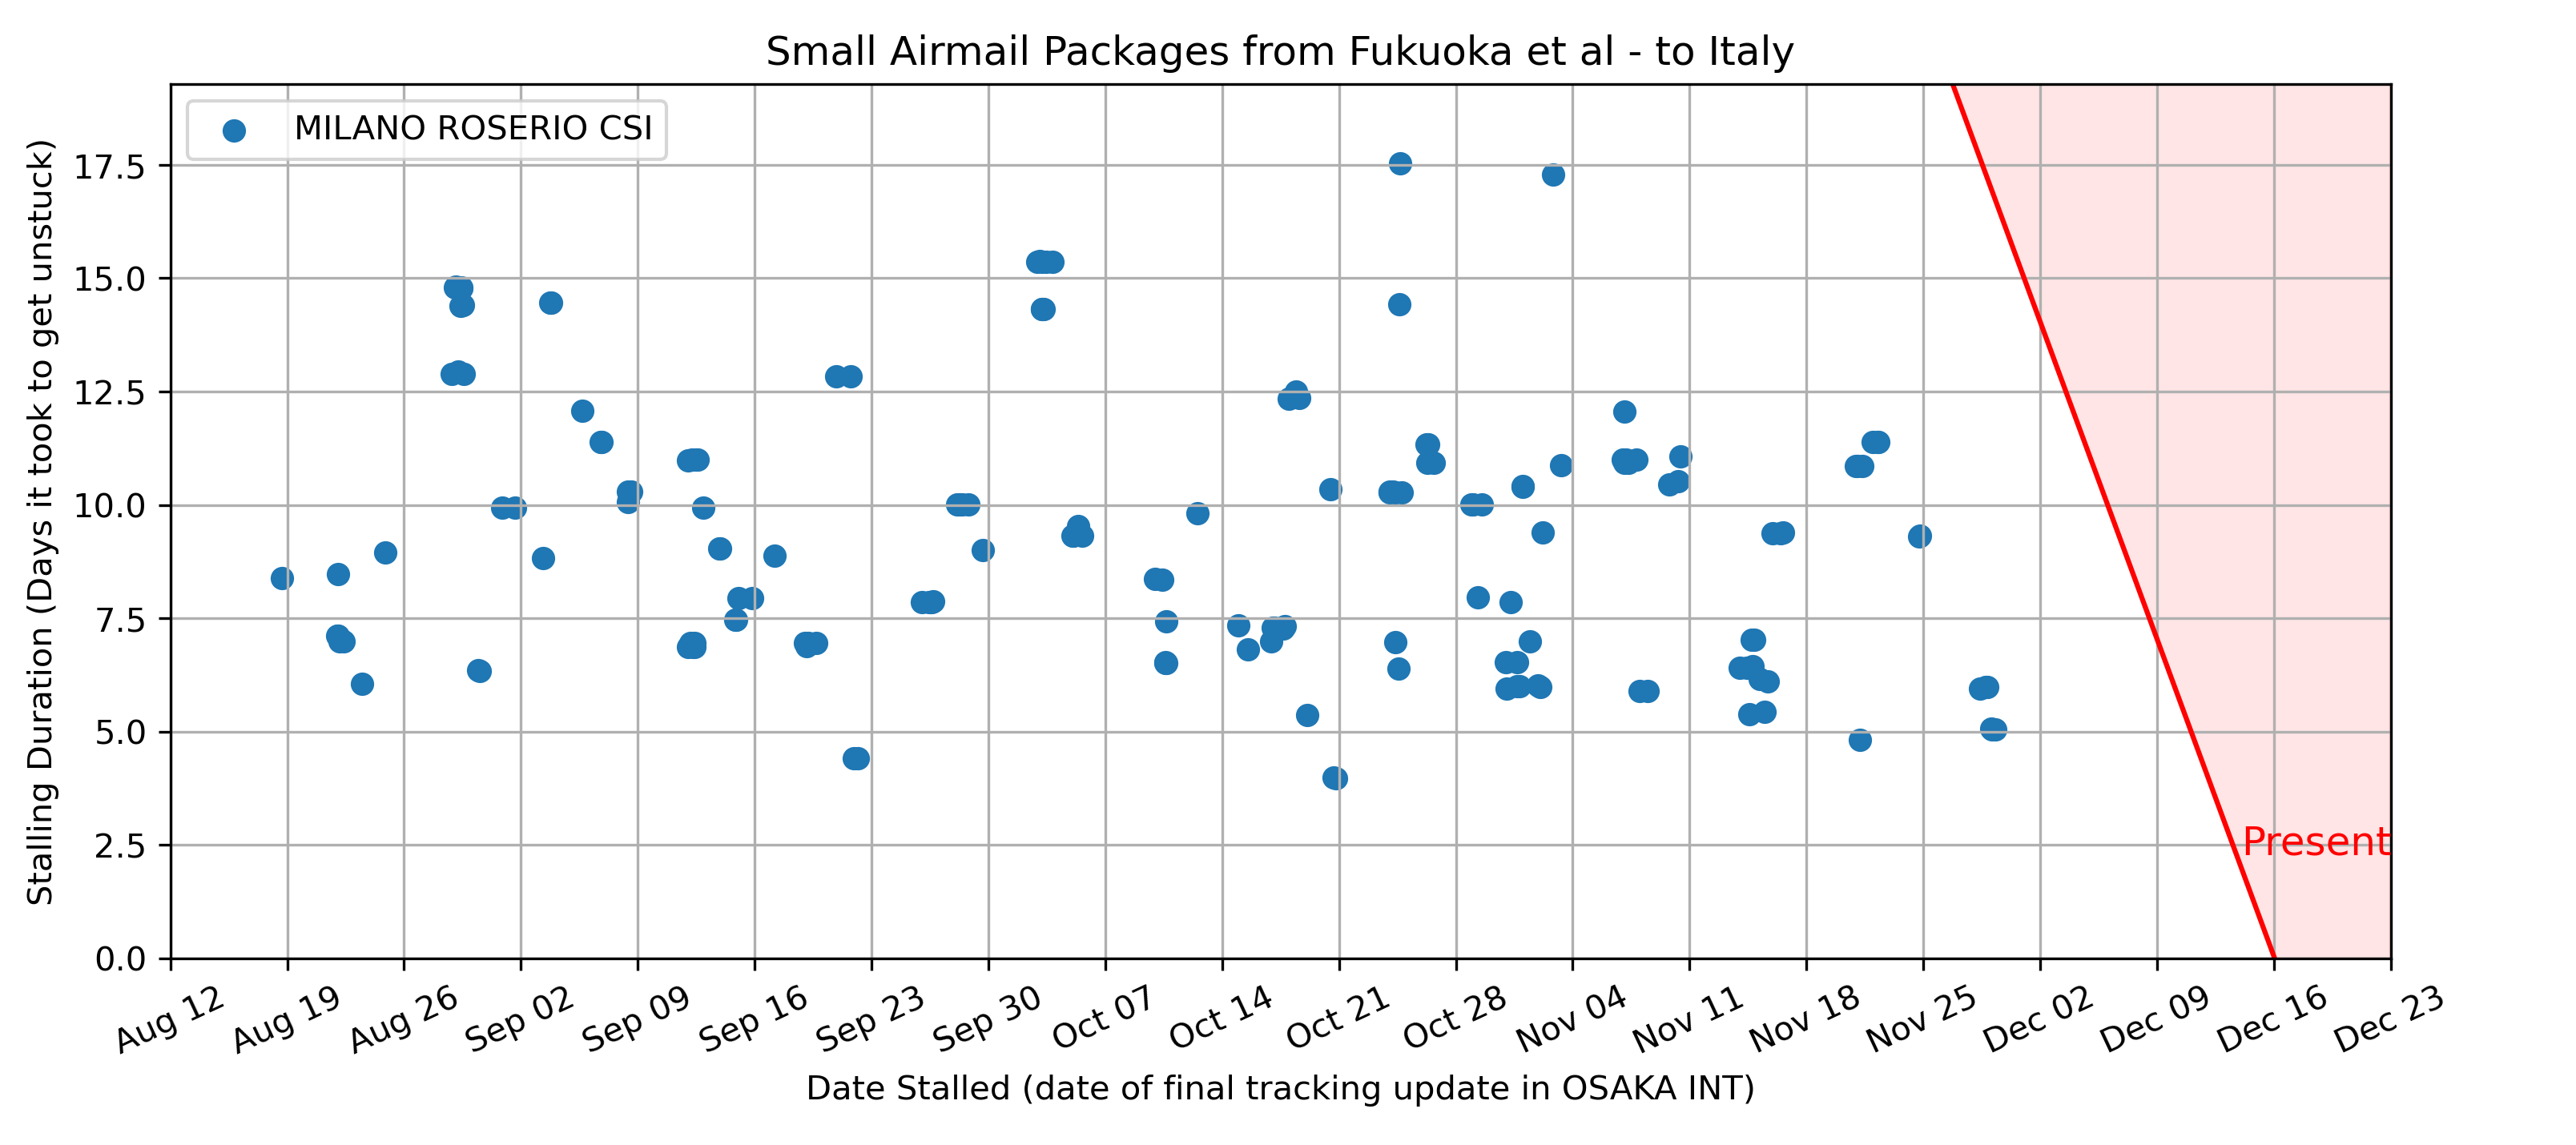 Small Airmail Packages from Fukuoka et al - to Italy
MILANO ROSERIO CSI
Stalling Duration (Days it took to get unstuck)
17.5
15.0
12.5
10.0
7.5
5.0
2.5
0.0
Present
Aug 12
Aug 19
Aug 26
Sep 02
Sep 09
Sep 16
Sep 23
Sep 30
Oct 07
Oct 14
Oct 21
Oct 28
Nov 04
Nov 11
Nov 18
Nov 25
Dec 02
Dec 09
Dec 16
Dec 23
Date Stalled (date of final tracking update in OSAKA INT)